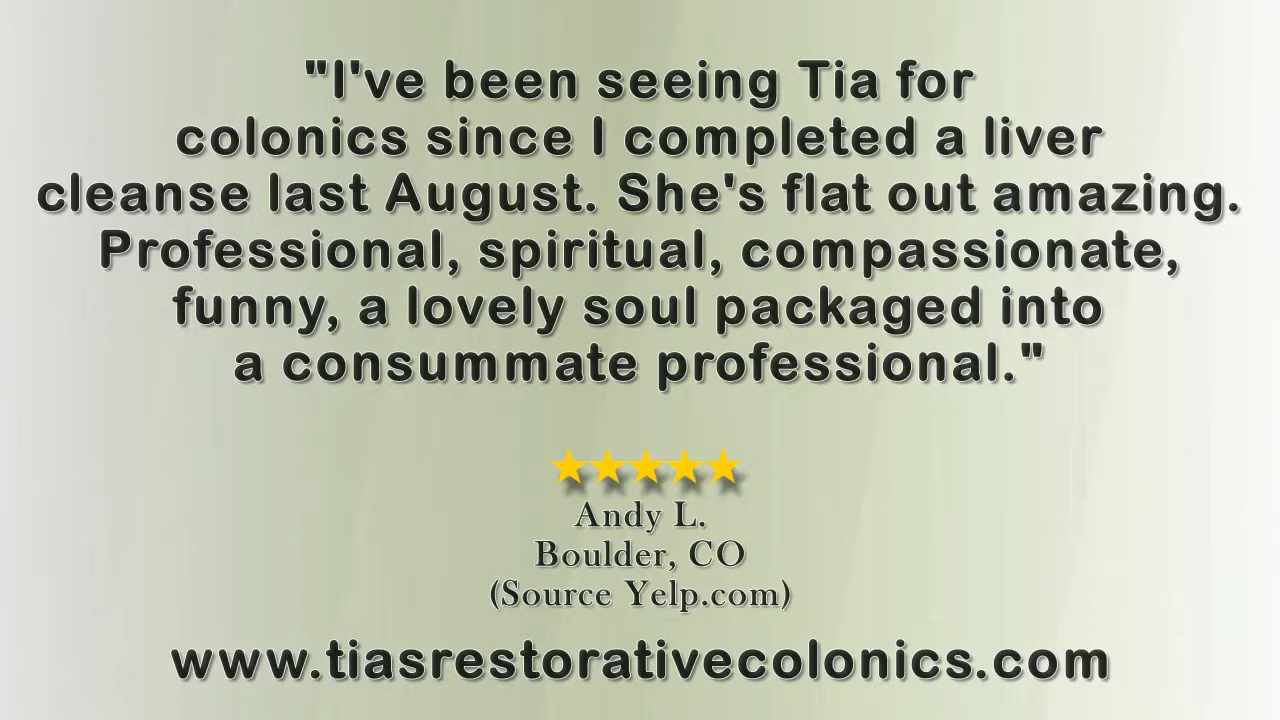 "I've been seeing Tia for
colonics since I completed a liver
cleanse last August. She's flat out amazing.
Professional, spiritual, compassionate,
funny, a lovely soul packaged into
a consummate professional."
Andy L.
Boulder, CO
(Source Yelp.com)
www.tiasrestorativecolonics.com